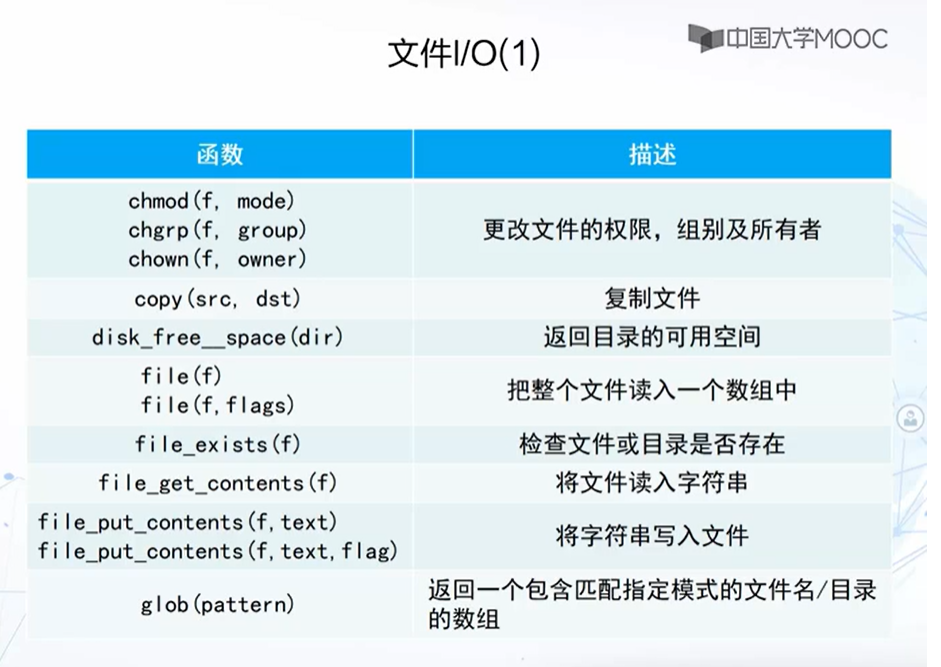 中国大学MOOC
文件I/O(1)
函数
描述
chmod(f, mode)
chgrp(f, group)
chown(f, owner)
更改文件的权限，组别及所有者
copy(src, dst)
复制文件
disk_free__space(dir)
返回目录的可用空间
file(f)
file(f,flags)
把整个文件读入一个数组中
file_exists(f)
检查文件或目录是否存在
file_get_contents(f)
将文件读入字符串
file_put_contents(f,text)
file_put_contents(f,text,flag)
将字符串写入文件
glob(pattern)
返回一个包含匹配指定模式的文件名/目录
的数组